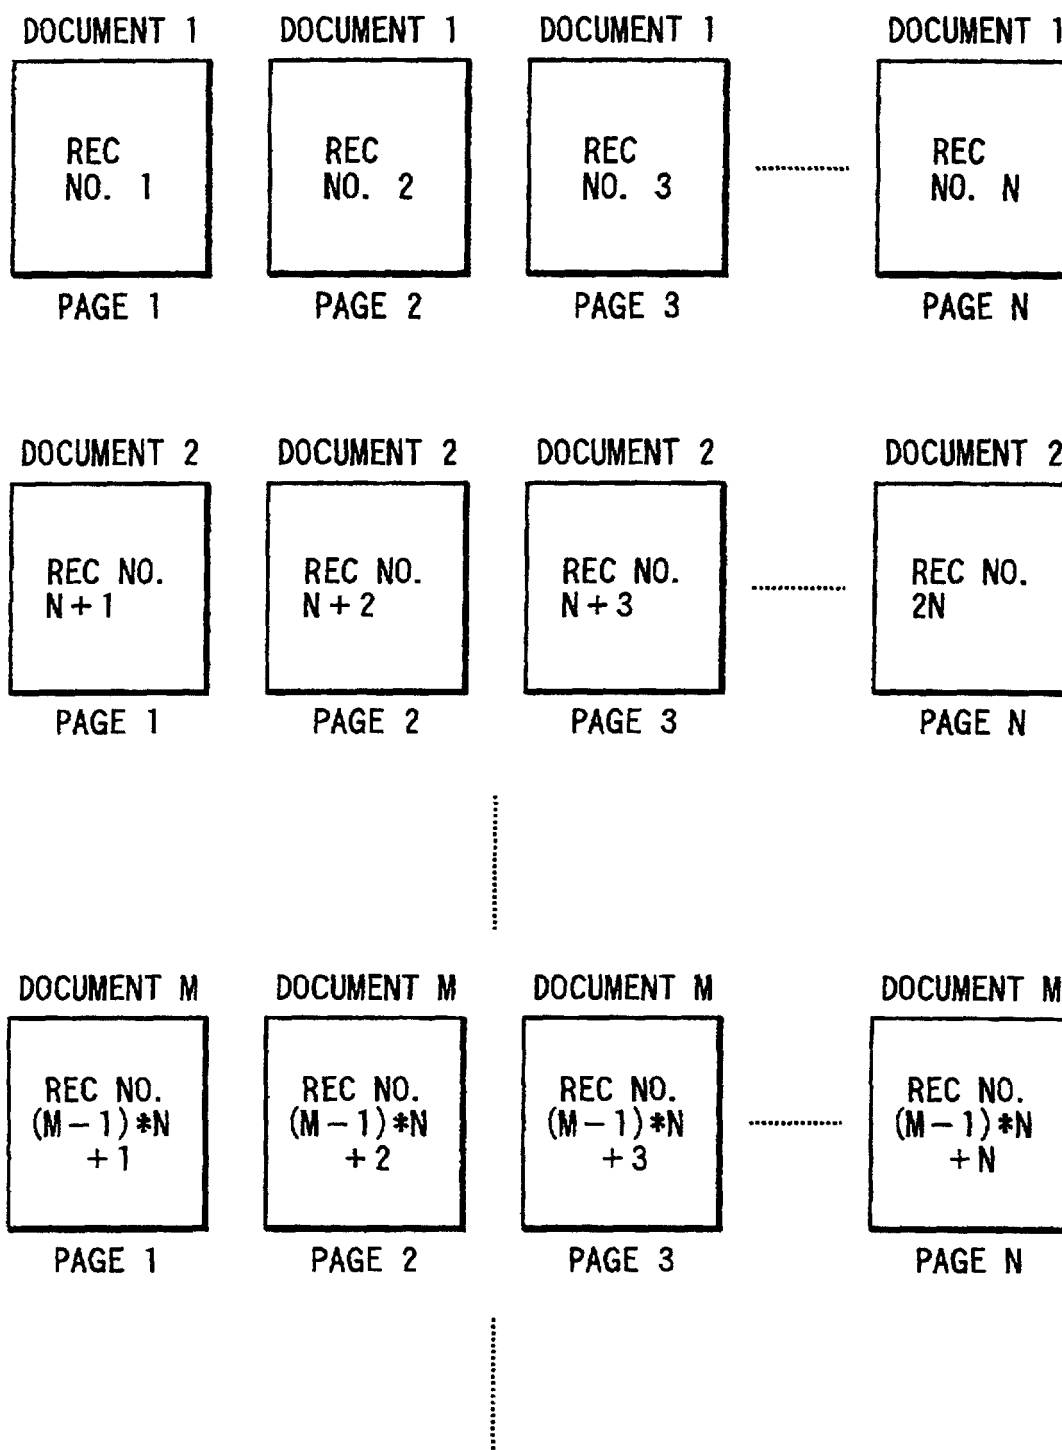 DOCUMENT 1 DOCUMENT 1 DOCUMENT 1 DOCUMENT 1
REC REC REC REC
NO. 1 NO. 2 NO. 3 NO. N
PAGE 1 PAGE 2 PAGE 3 PAGE N
DOCUMENT 2 DOCUMENT 2 DOCUMENT 2 DOCUMENT 2
REC NO. REC NO. REC NO. REC NO.
N+1 N+2 N+3 2N
PAGE 1 PAGE 2 PAGE 3 PAGE N
DOCUMENT M DOCUMENT M DOCUMENT M DOCUMENT M
REC NO. REC NO. REC NO. REC NO.
(M-1)*N (M-1)*N (M-1)*N (M-1)*N
+1 +2 +3 +N
PAGE 1 PAGE 2 PAGE 3 PAGE N